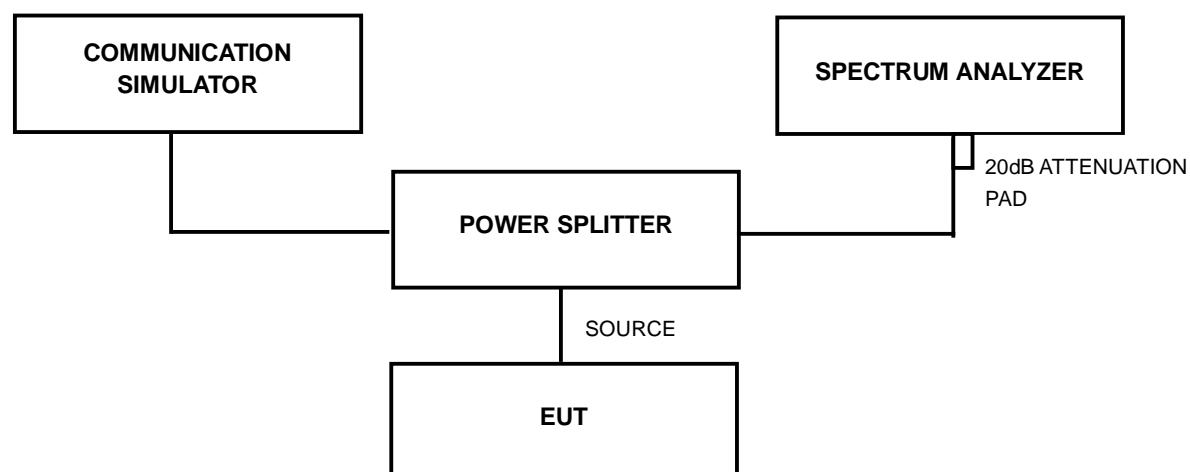 COMMUNICATION
SIMULATOR
SPECTRUM ANALYZER
20dB ATTENUATION
PAD
POWER SPLITTER
SOURCE
EUT